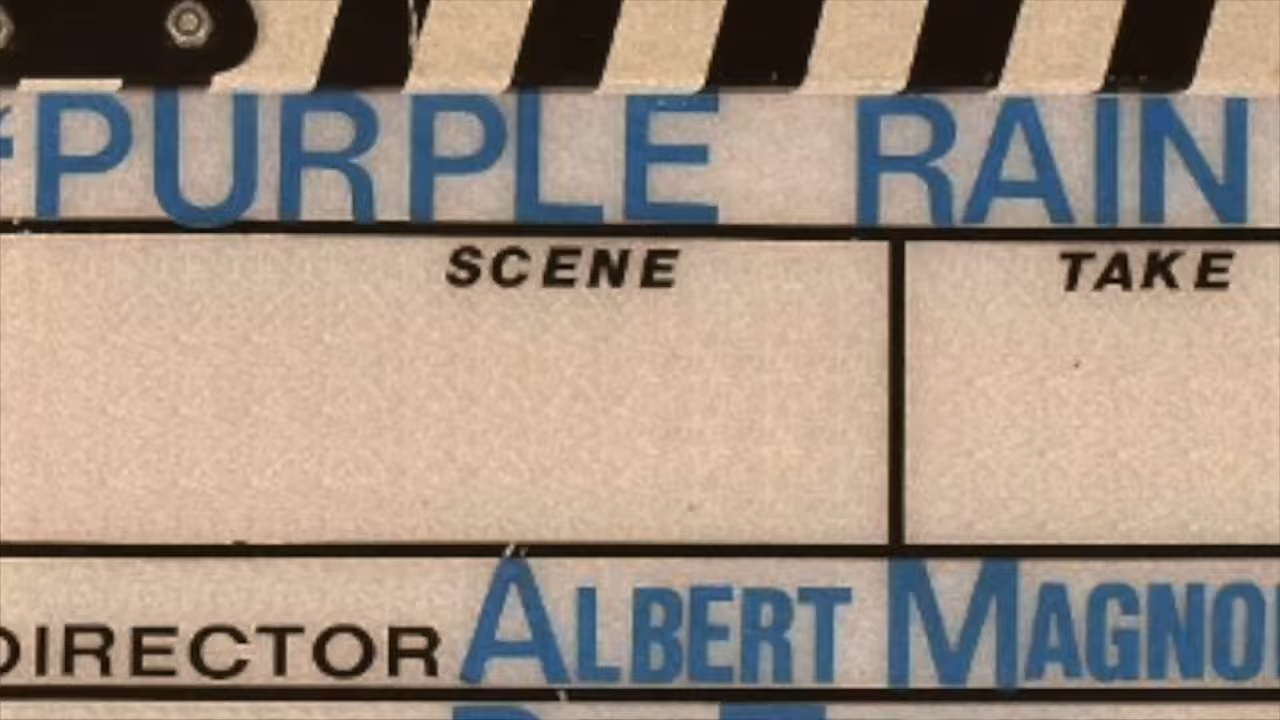 “PURPLE RAIN
SCENE TAKE
DIRECTOR ALBERT MAGNO